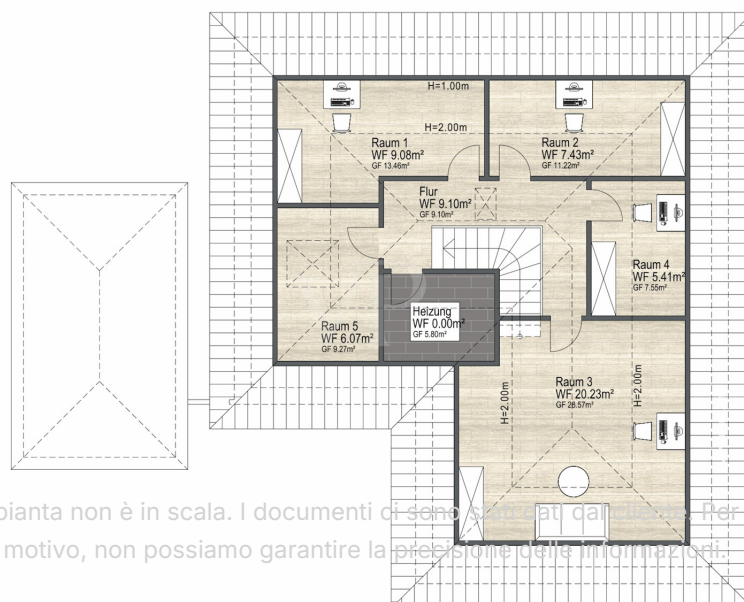 H=1.00m
H=2.00m
Raum 1
WF 9.08m²
GF 13.46m²
Raum 2
WF 7.43m²
GF 11.22m²
Flur
WF 9.10m²
GF 9.10m²
Raum 4
WF 5.41m²
GF 7.55m²
Heizung
WF 0.00m²
GF 5.80m²
Raum 5
WF 6.07m²
GF 9.27m²
Raum 3
WF 20.23m²
GF 26.57m²
H=2.00m
H=2.00m
pianta non è in scala. I documenti ci sono stati dati dal cliente. Per
motivo, non possiamo garantire la precisione delle informazioni.